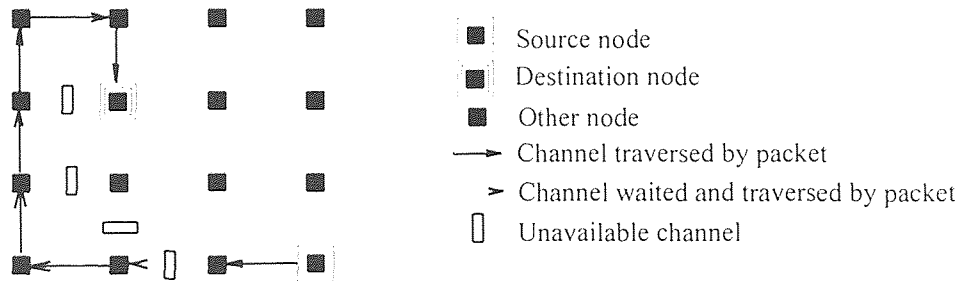 Source node
Destination node
Other node
Channel traversed by packet
Channel waited and traversed by packet
Unavailable channel